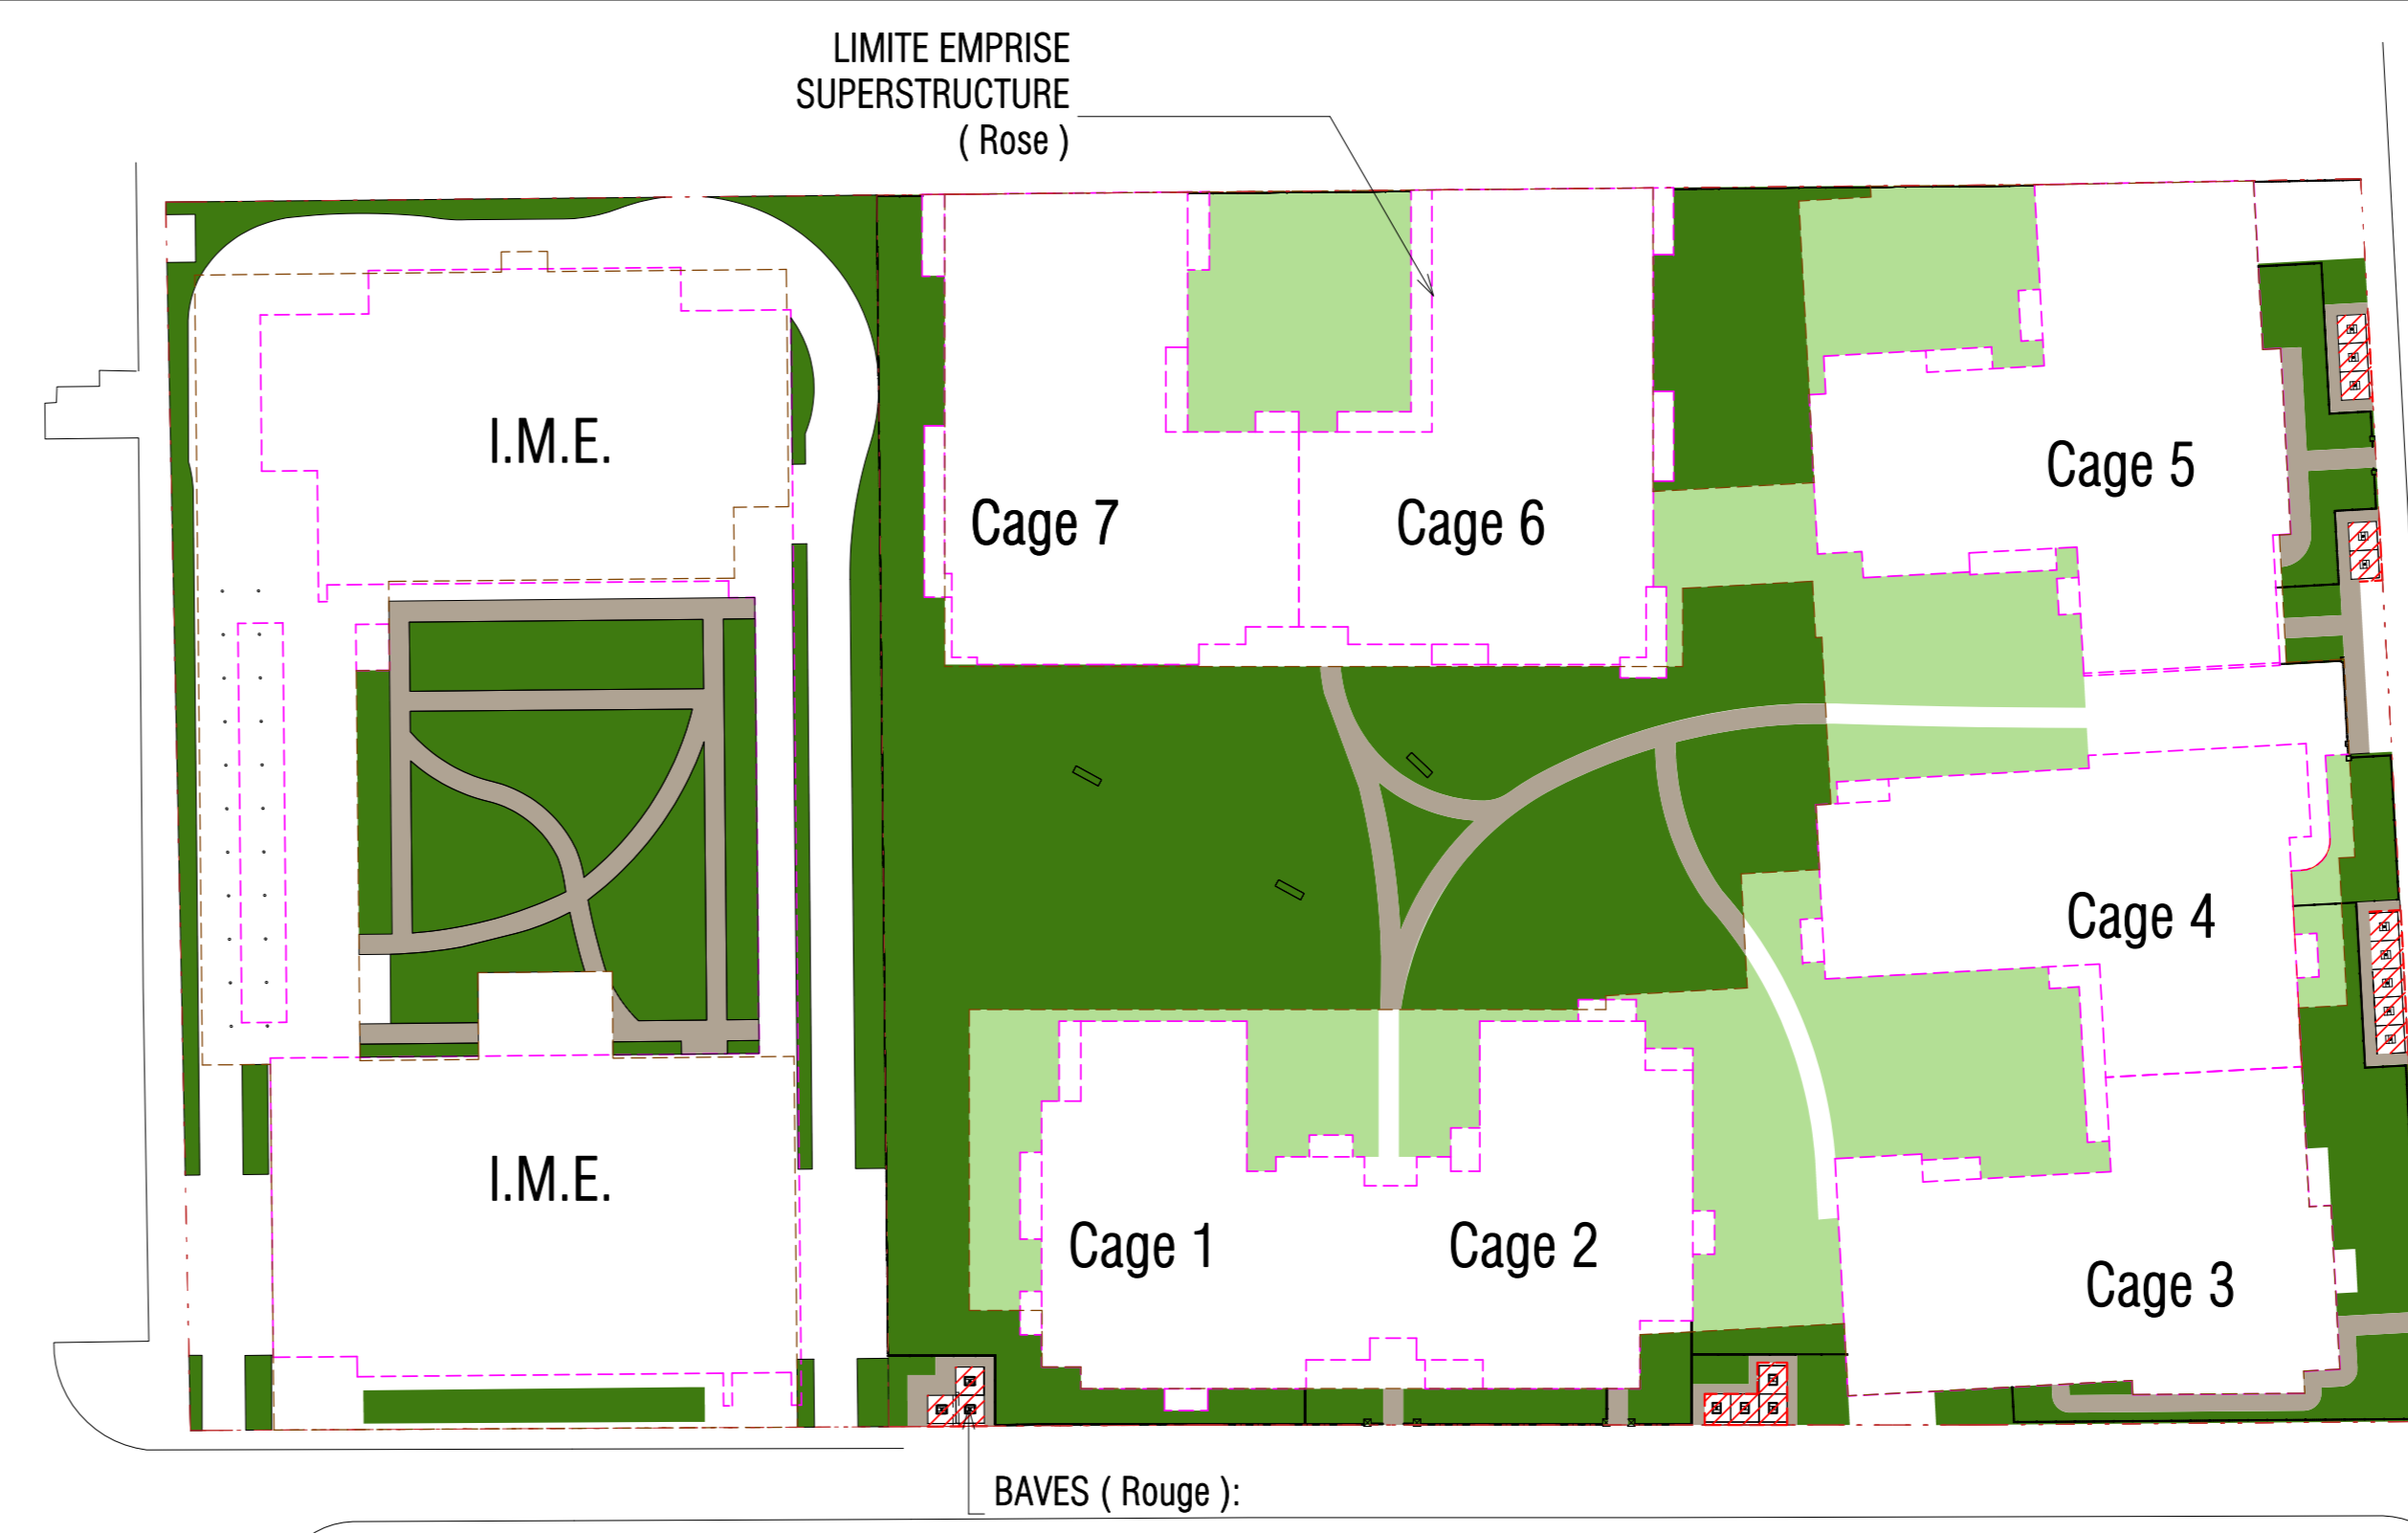 LIMITE EMPRISE
SUPERSTRUCTURE
( Rose )
I.M.E.
Cage 5
Cage 7
Cage 6
Cage 4
I.M.E.
Cage 1
Cage 2
Cage 3
BAVES ( Rouge ):